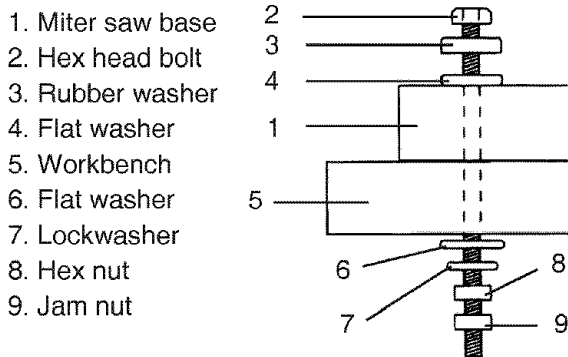 1. Miter saw base
2. Hex head bolt
3. Rubber washer
4. Flat washer
5. Workbench
6. Flat washer
7. Lockwasher
8. Hex nut
9. Jam nut
2
3
4
1
5
6
7
8
9